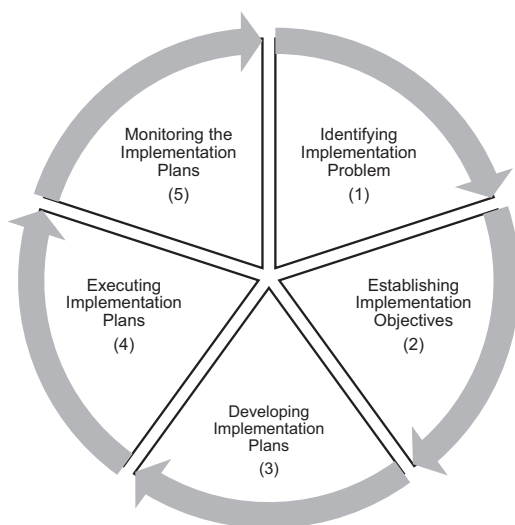 Identifying
Implementation
Problem
(1)
Establishing
Implementation
Objectives
(2)
Developing
Implementation
Plans
(3)
Executing
Implementation
Plans
(4)
Monitoring the
Implementation
Plans
(5)